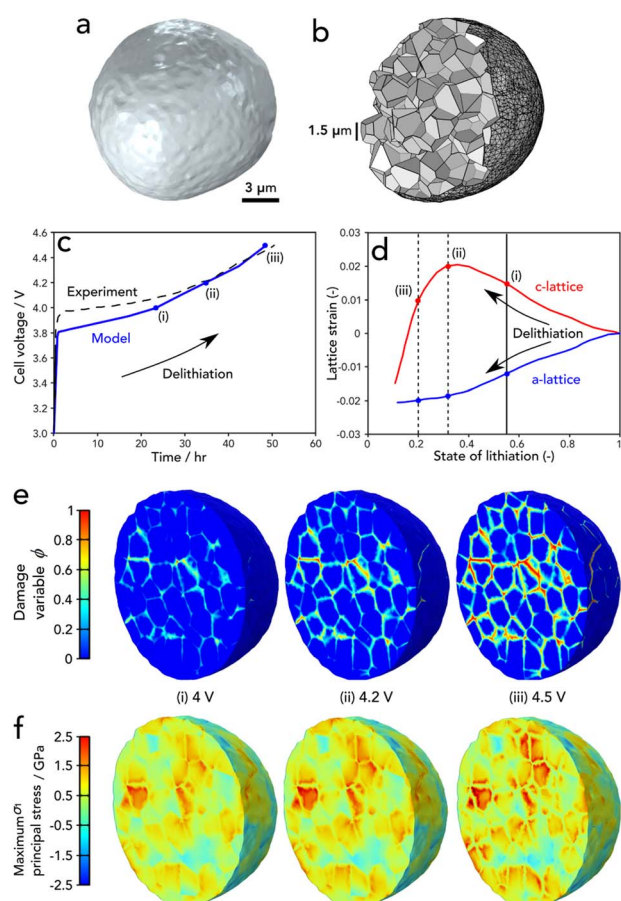 a
3 μm
b
1.5 μm
c
Cell voltage / V
4.6
4.4
4.2
4.0
3.8
3.6
3.4
3.2
3.0
Experiment
Model
(i)
(ii)
(iii)
Delithiation
0
10
20
30
40
50
60
Time / hr
d
Lattice strain (-)
0.03
0.02
0.01
0
-0.01
-0.02
-0.03
(iii)
(ii)
(i)
c-lattice
Delithiation
a-lattice
0
0.2
0.4
0.6
0.8
1
State of lithiation (-)
e
Damage
variable ϕ
1
0.8
0.6
0.4
0.2
0
(i) 4 V
(ii) 4.2 V
(iii) 4.5 V
f
Maximum σ
principal stress / GPa
2.5
1.5
0.5
-0.5
-1.5
-2.5